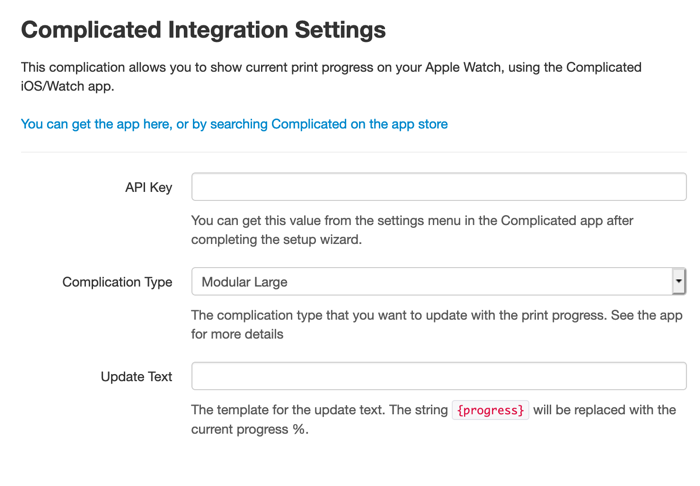 Complicated Integration Settings
This complication allows you to show current print progress on your Apple Watch, using the Complicated
iOS/Watch app.
You can get the app here, or by searching Complicated on the app store
API Key
You can get this value from the settings menu in the Complicated app after
completing the setup wizard.
Complication Type
Modular Large
The complication type that you want to update with the print progress. See the app
for more details
Update Text
The template for the update text. The string {progress} will be replaced with the
current progress %.